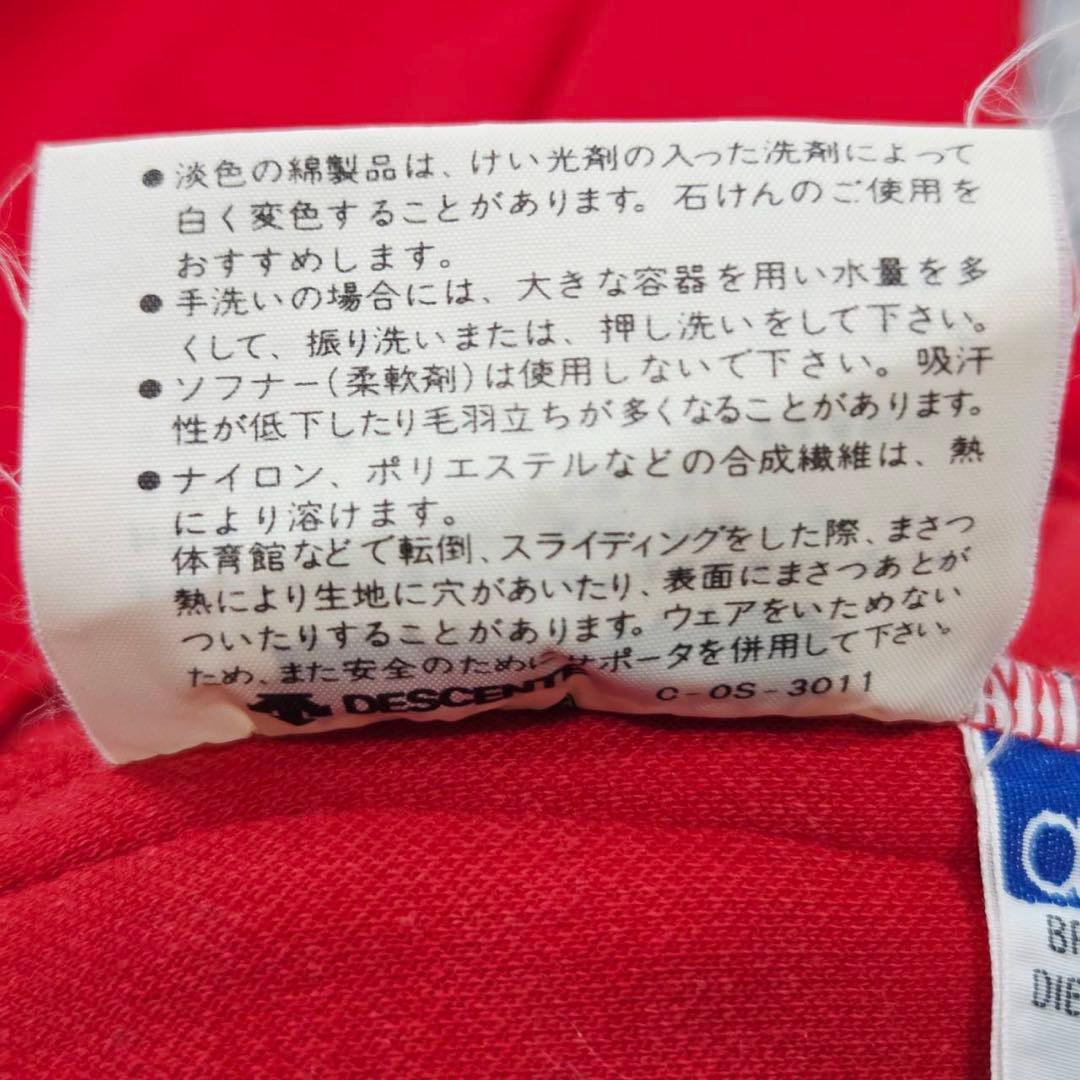 ● 淡色の綿製品は、けい光剤の入った洗剤によって
白く変色することがあります。石けんのご使用を
おすすめします。
● 手洗いの場合には、大きな容器を用い水量を多
くして、振り洗いまたは、押し洗いをして下さい。
● ソフナー(柔軟剤)は使用しないで下さい。吸汗
性が低下したり毛羽立ちが多くなることがあります。
● ナイロン、ポリエステルなどの合成繊維は、熱
により溶けます。
体育館などで転倒、スライディングをした際、まさつ
熱により生地に穴があいたり、表面にまさつあとが
ついたりすることがあります。ウェアをいためない
ため、また安全のためにサポータを併用して下さい。
DESCENTE C-OS-3011